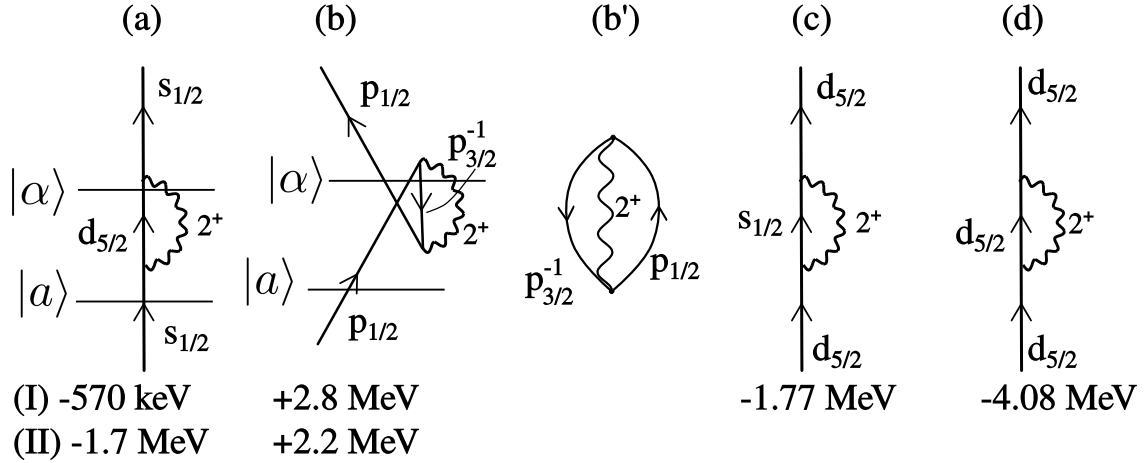 (a) (b) (b') (c) (d)
s1/2 p1/2 d5/2 d5/2
p3/2-1
|α⟩ |α⟩
d5/2 2+ 2+ 2+ s1/2 2+ d5/2 2+
|a⟩ |a⟩ p3/2-1 p1/2
s1/2 p1/2 d5/2 d5/2
(I) -570 keV +2.8 MeV -1.77 MeV -4.08 MeV
(II) -1.7 MeV +2.2 MeV